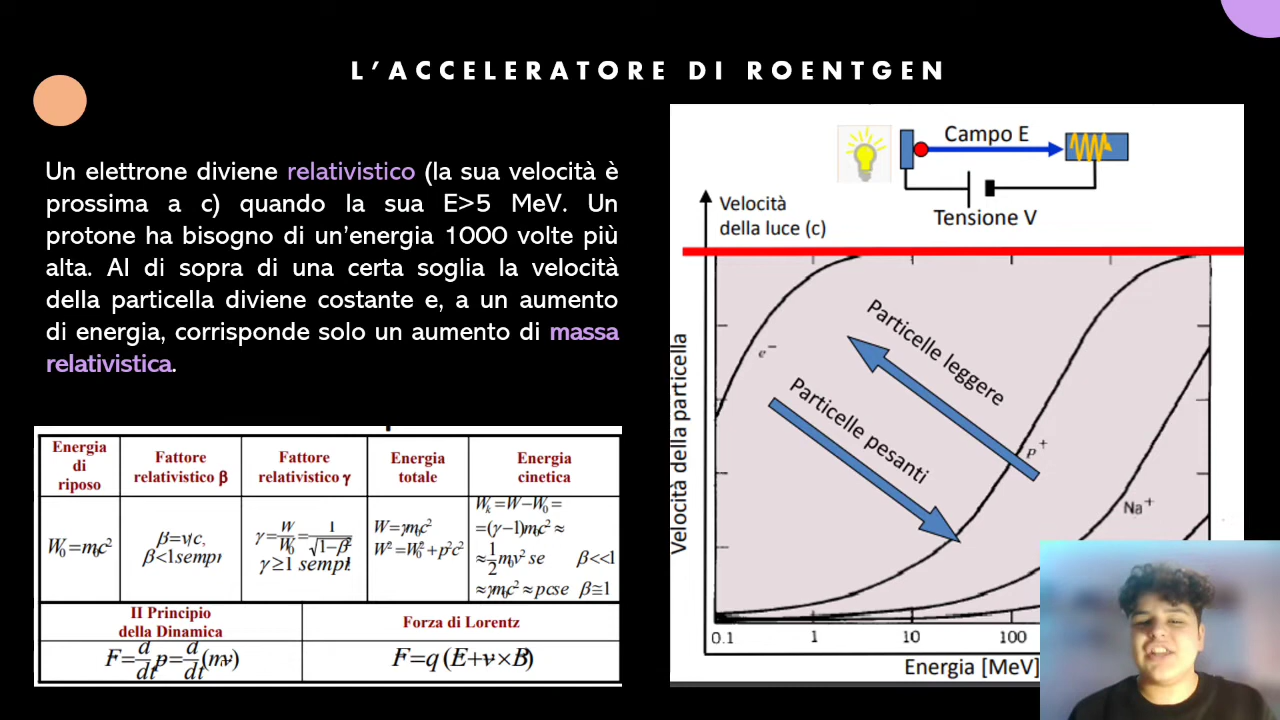 L’ACCELERATORE DI ROENTGEN
Un elettrone diviene relativistico (la sua velocità è
prossima a c) quando la sua E>5 MeV. Un
protone ha bisogno di un’energia 1000 volte più
alta. Al di sopra di una certa soglia la velocità
della particella diviene costante e, a un aumento
di energia, corrisponde solo un aumento di massa
relativistica.
Energia di riposo
Fattore relativistico β
Fattore relativistico γ
Energia totale
Energia cinetica
W₀=m₀c²
β=v/c,
β<1sempr
γ=W/W₀=1/√1−β²
γ≥1 sempr
W=γm₀c²
W²=W₀²+p²c²
Wₖ=W−W₀=
=(γ−1)m₀c²≈
≈1/2m₀v² se β<<1
≈γm₀c²≈pcse β≅1
II Principio
della Dinamica
Forza di Lorentz
F=d/dt p=d/dt(mv)
F=q(E+v×B)
Campo E
Tensione V
Velocità
della luce (c)
Velocità della particella
e⁻
Particelle leggere
Particelle pesanti
p⁺
Na⁺
0.1 1 10 100
Energia [MeV]